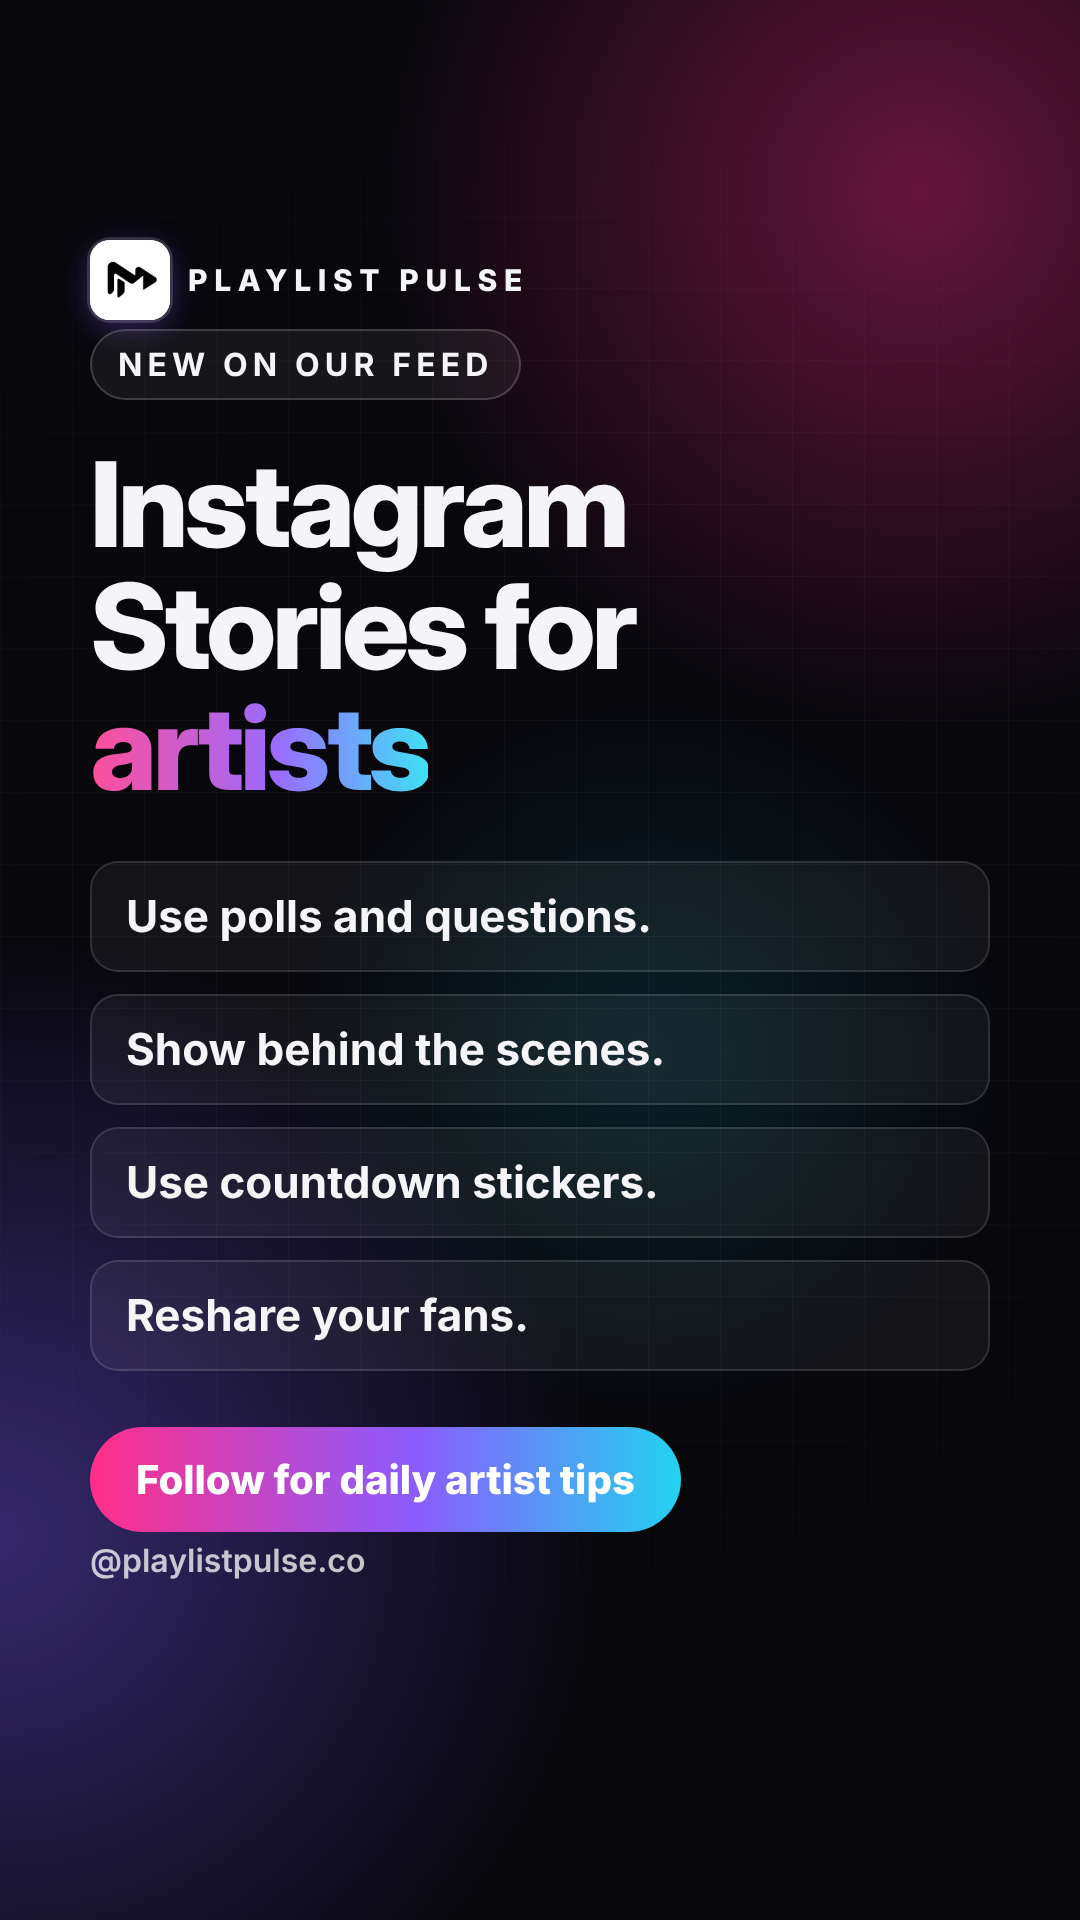 PLAYLIST PULSE
NEW ON OUR FEED
Instagram
Stories for
artists
Use polls and questions.
Show behind the scenes.
Use countdown stickers.
Reshare your fans.
Follow for daily artist tips
@playlistpulse.co